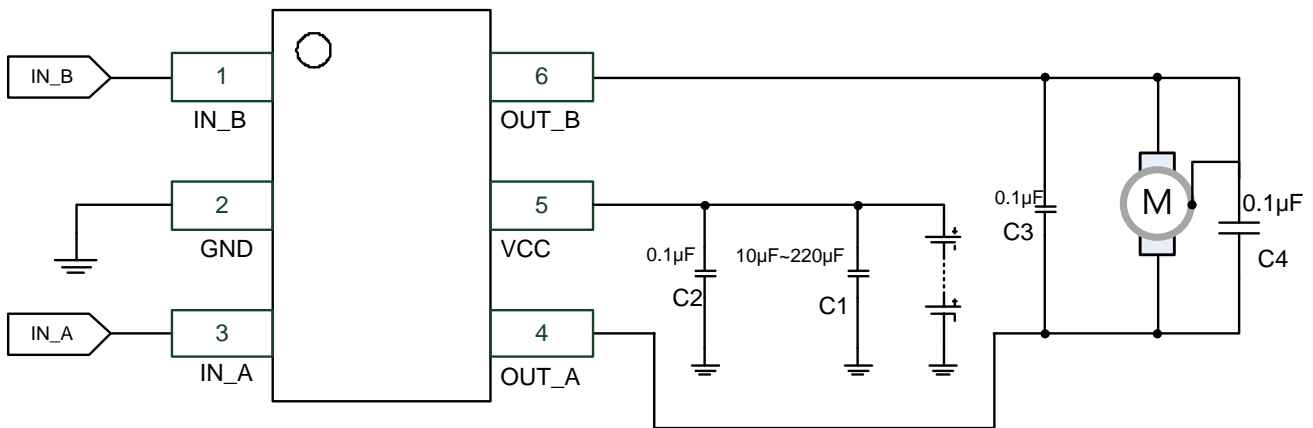 IN_B
1
IN_B
6
OUT_B
2
GND
5
VCC
IN_A
3
IN_A
4
OUT_A
0.1μF
C2
10μF~220μF
C1
+
+
0.1μF
C3
M
0.1μF
C4